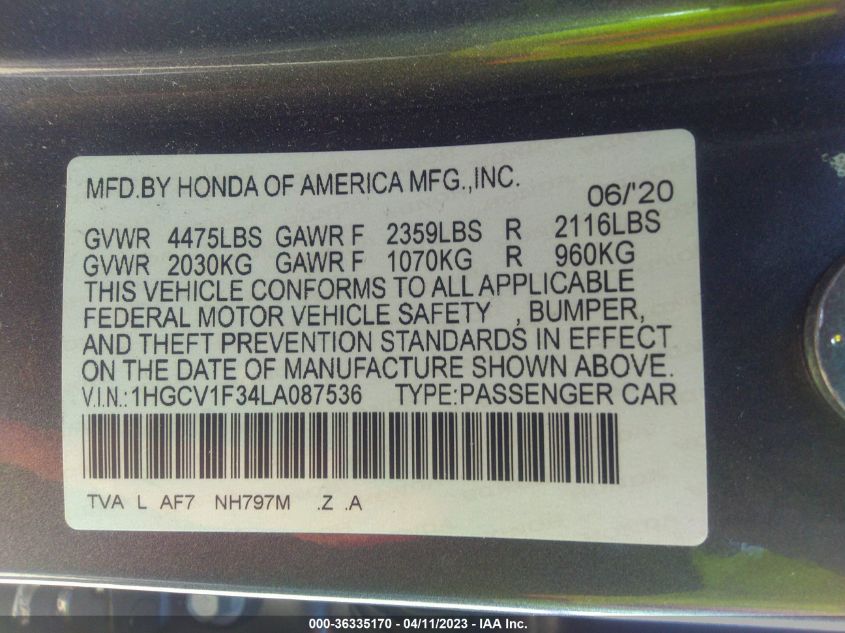 MFD.BY HONDA OF AMERICA MFG.,INC.
06/'20
GVWR 4475LBS GAWR F 2359LBS R 2116LBS
GVWR 2030KG GAWR F 1070KG R 960KG
THIS VEHICLE CONFORMS TO ALL APPLICABLE
FEDERAL MOTOR VEHICLE SAFETY , BUMPER,
AND THEFT PREVENTION STANDARDS IN EFFECT
ON THE DATE OF MANUFACTURE SHOWN ABOVE.
V.I.N.:1HGCV1F34LA087536 TYPE:PASSENGER CAR
TVA L AF7 NH797M .Z .A
000-36335170 - 04/11/2023 - IAA Inc.